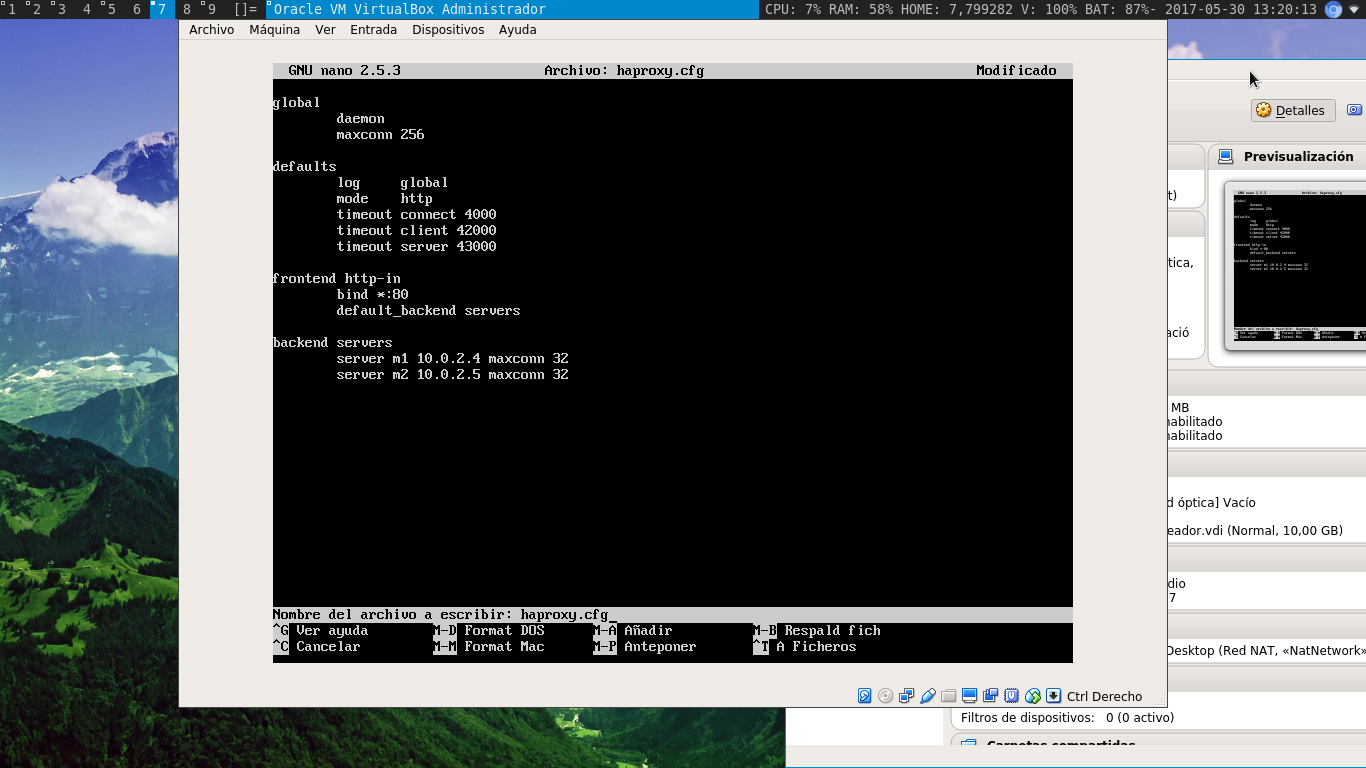 1 2 3 4 5 6 7 8 9 []= Oracle VM VirtualBox Administrador CPU: 7% RAM: 58% HOME: 7,799282 V: 100% BAT: 87%- 2017-05-30 13:20:13
Archivo Máquina Ver Entrada Dispositivos Ayuda
GNU nano 2.5.3 Archivo: haproxy.cfg Modificado
global
daemon
maxconn 256
defaults
log global
mode http
timeout connect 4000
timeout client 42000
timeout server 43000
frontend http-in
bind *:80
default_backend servers
backend servers
server m1 10.0.2.4 maxconn 32
server m2 10.0.2.5 maxconn 32
Nombre del archivo a escribir: haproxy.cfg
^G Ver ayuda M-D Format DOS M-A Añadir M-B Respald fich
^C Cancelar M-M Format Mac M-P Anteponer ^T A Ficheros
Ctrl Derecho
Detalles
Previsualización
t)
tica,
ació
MB
nabilitado
nabilitado
d óptica] Vacío
eador.vdi (Normal, 10,00 GB)
dio
7
Desktop (Red NAT, «NatNetwork»
Filtros de dispositivos: 0 (0 activo)
Carpetas compartidas